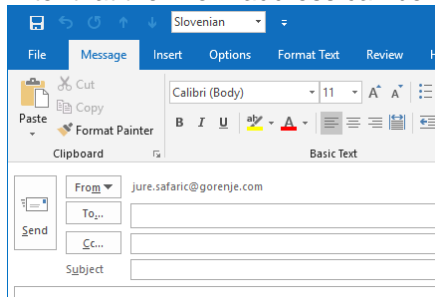 Slovenian
File Message Insert Options Format Text Review
Cut
Copy
Format Painter
Paste
Clipboard
Calibri (Body) 11 A A
B I U ab A
Basic Text
Send
From jure.safaric@gorenje.com
To...
Cc...
Subject